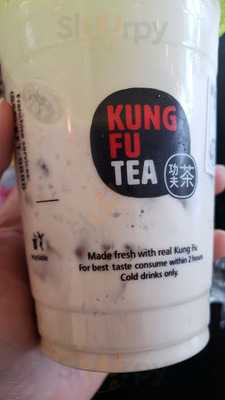 Slurrpy
KUNG
FU
TEA
功夫茶
Made fresh with real Kung Fu
For best taste consume within 2 hours
Cold drinks only.